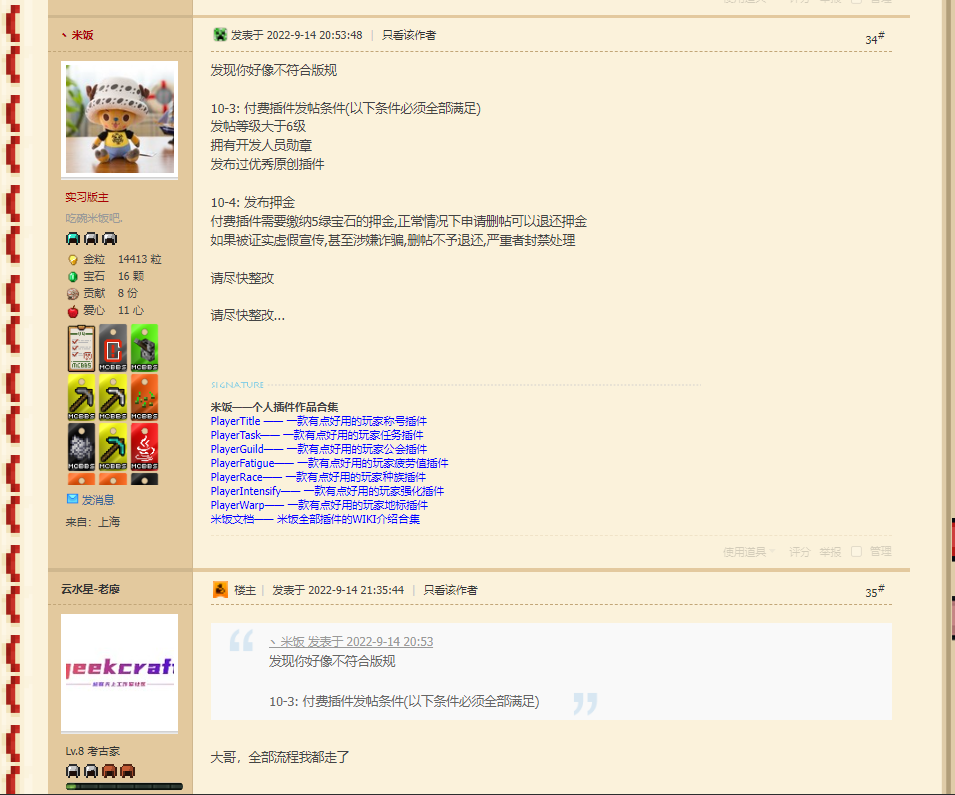 使用道具 评分 举报 管理
、米饭
发表于 2022-9-14 20:53:48 | 只看该作者
34#
发现你好像不符合版规
10-3: 付费插件发帖条件(以下条件必须全部满足)
发帖等级大于6级
拥有开发人员勋章
发布过优秀原创插件
10-4: 发布押金
付费插件需要缴纳5绿宝石的押金,正常情况下申请删帖可以退还押金
如果被证实虚假宣传,甚至涉嫌诈骗,删帖不予退还,严重者封禁处理
请尽快整改
请尽快整改...
实习版主
吃碗米饭吧.
金粒 14413 粒
宝石 16 颗
贡献 8 份
爱心 11 心
MCBBS MCBBS MCBBS
MCBBS MCBBS MCBBS
MCBBS MCBBS MCBBS
发消息
来自: 上海
SIGNATURE
米饭——个人插件作品合集
PlayerTitle —— 一款有点好用的玩家称号插件
PlayerTask—— 一款有点好用的玩家任务插件
PlayerGuild—— 一款有点好用的玩家公会插件
PlayerFatigue—— 一款有点好用的玩家疲劳值插件
PlayerRace—— 一款有点好用的玩家种族插件
PlayerIntensify—— 一款有点好用的玩家强化插件
PlayerWarp—— 一款有点好用的玩家地标插件
米饭文档—— 米饭全部插件的WIKI介绍合集
使用道具 评分 举报 管理
云水星-老廖
楼主 | 发表于 2022-9-14 21:35:44 | 只看该作者
35#
、米饭 发表于 2022-9-14 20:53
发现你好像不符合版规
10-3: 付费插件发帖条件(以下条件必须全部满足)
大哥，全部流程我都走了
geekcraft
Lv.8 考古家